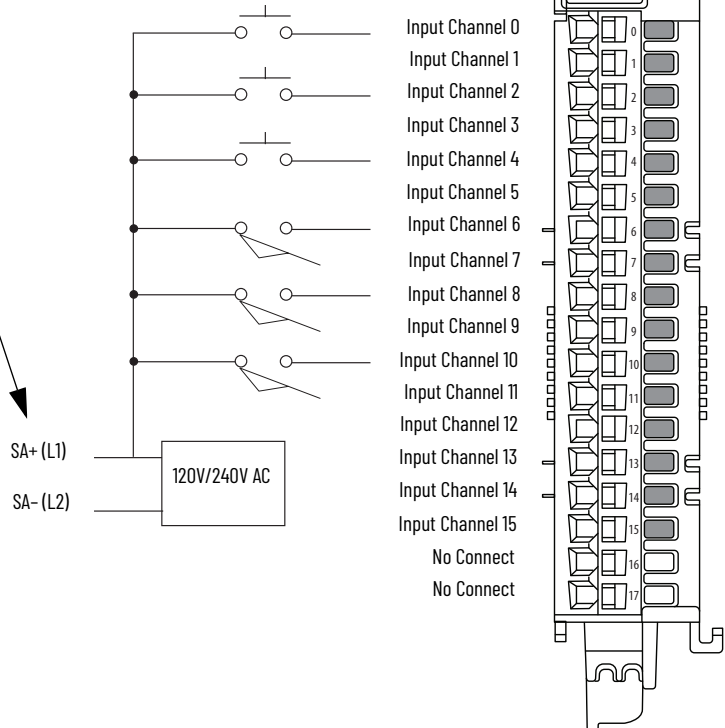 Input Channel 0
Input Channel 1
Input Channel 2
Input Channel 3
Input Channel 4
Input Channel 5
Input Channel 6
Input Channel 7
Input Channel 8
Input Channel 9
Input Channel 10
Input Channel 11
Input Channel 12
Input Channel 13
Input Channel 14
Input Channel 15
No Connect
No Connect
0
1
2
3
4
5
6
7
8
9
10
11
12
13
14
15
16
17
SA+ (L1)
SA– (L2)
120V/240V AC